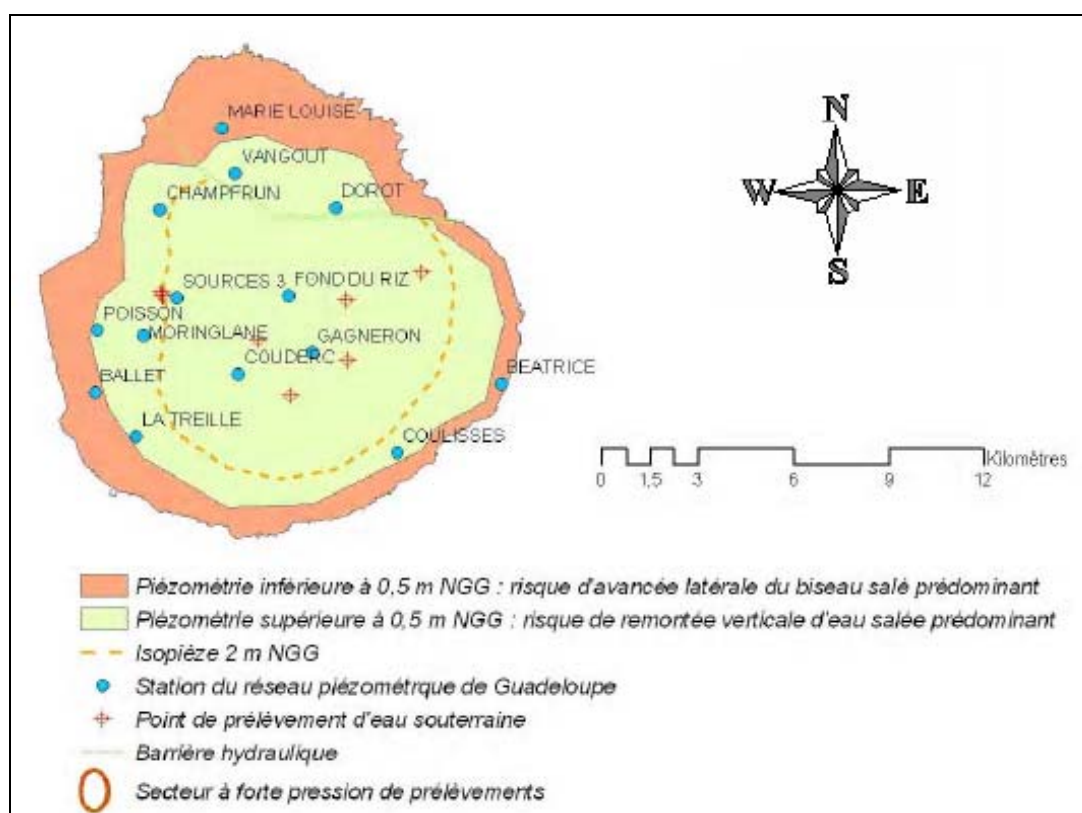 N
W E
S
MARIE LOUISE
VANGOUT
CHAMPFRUN
DOROT
SOURCES 3
FOND DU RIZ
POISSON
MORINGLANE
GAGNERON
COUDERC
BALLET
BEATRICE
LA TREILLE
COULISSES
Kilomètres
0 1,5 3 6 9 12
Piézométrie inférieure à 0,5 m NGG : risque d'avancée latérale du biseau salé prédominant
Piézométrie supérieure à 0,5 m NGG : risque de remontée verticale d'eau salée prédominant
Isopièze 2 m NGG
Station du réseau piézométrque de Guadeloupe
Point de prélèvement d'eau souterraine
Barrière hydraulique
Secteur à forte pression de prélèvements